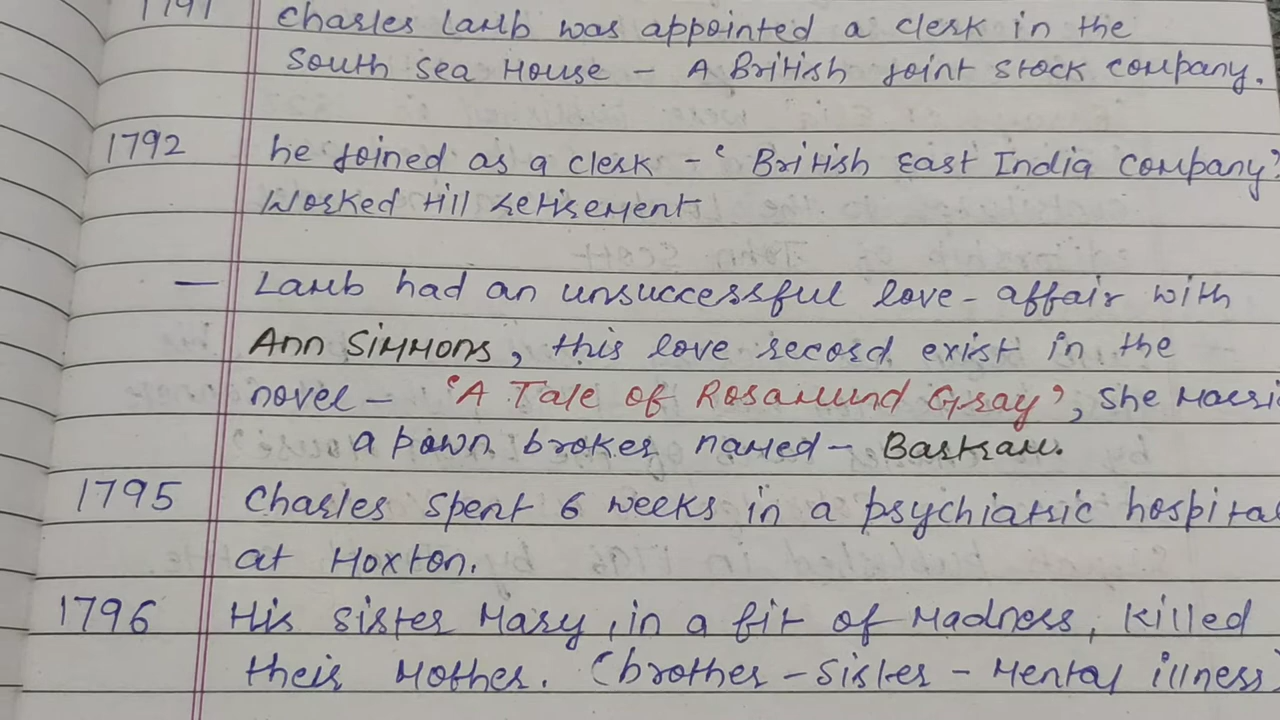 1791 Charles Lamb was appointed a clerk in the
South Sea House - A British joint stock company.
1792 he joined as a clerk - ' British East India Company'
Worked till retirement
— Lamb had an unsuccessful love-affair with
Ann Simmons, this love record exist in the
novel - 'A Tale of Rosamund Gray', She marri
a pawn broker named - Bartram.
1795 Charles spent 6 weeks in a psychiatric hospital
at Hoxton.
1796 His sister Mary, in a fit of madness, killed
their mother. (brother - sister - mental illness)